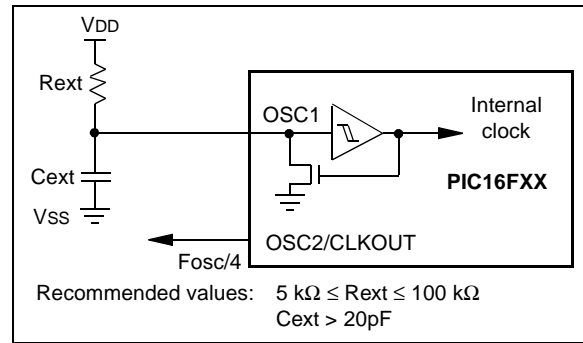 VDD
Rext
OSC1
Internal
clock
Cext
PIC16FXX
VSS
OSC2/CLKOUT
Fosc/4
Recommended values: 5 kΩ ≤ Rext ≤ 100 kΩ
Cext > 20pF